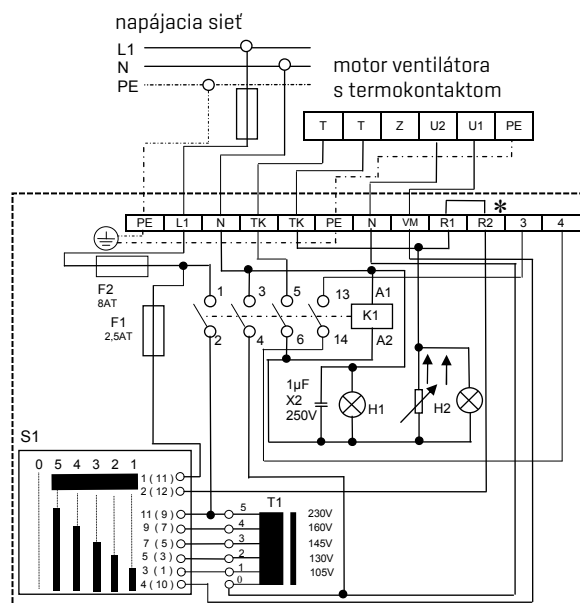 napájacia sieť
L1
N
PE
motor ventilátora
s termokontaktom
T T Z U2 U1 PE
PE L1 N TK TK PE N VM R1 R2 * 3 4
F2
8AT
F1
2,5AT
1 3 5 13 A1
K1
2 4 6 14 A2
1µF
X2
250V
H1
H2
S1
0 5 4 3 2 1
1 ( 11)
2 (12)
11 ( 9)
9 ( 7)
7 ( 5)
5 ( 3)
3 ( 1)
4 (10)
T1
5 230V
4 160V
3 145V
2 130V
1 105V
0